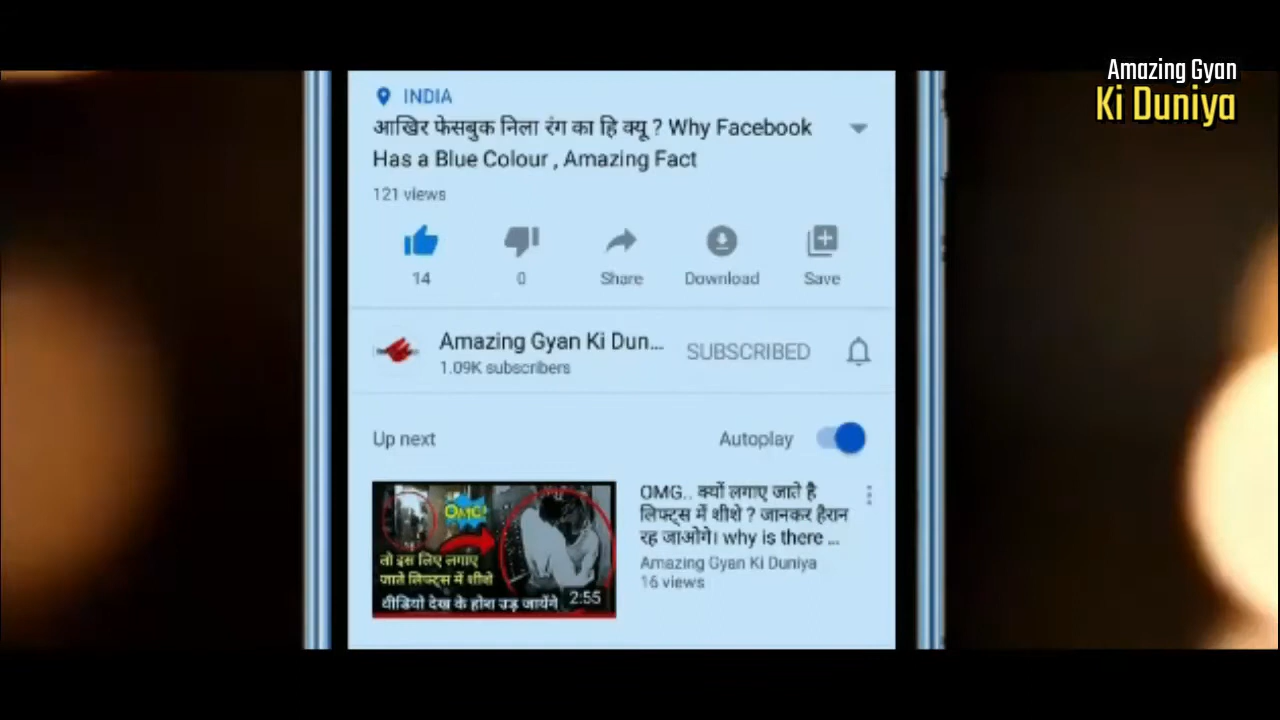 Amazing Gyan
Ki Duniya
INDIA
आखिर फेसबुक निला रंग का हि क्यू ? Why Facebook
Has a Blue Colour , Amazing Fact
121 views
14
0
Share
Download
Save
Amazing Gyan Ki Dun...
SUBSCRIBED
1.09K subscribers
Up next
Autoplay
OMG!
तो इस लिए लगाए
जाते लिफ्ट्स में शीशे
वीडियो देख के होश उड़ जायेंगे
2:55
OMG.. क्यों लगाए जाते है
लिफ्ट्स में शीशे ? जानकर हैरान
रह जाओगे। why is there ...
Amazing Gyan Ki Duniya
16 views